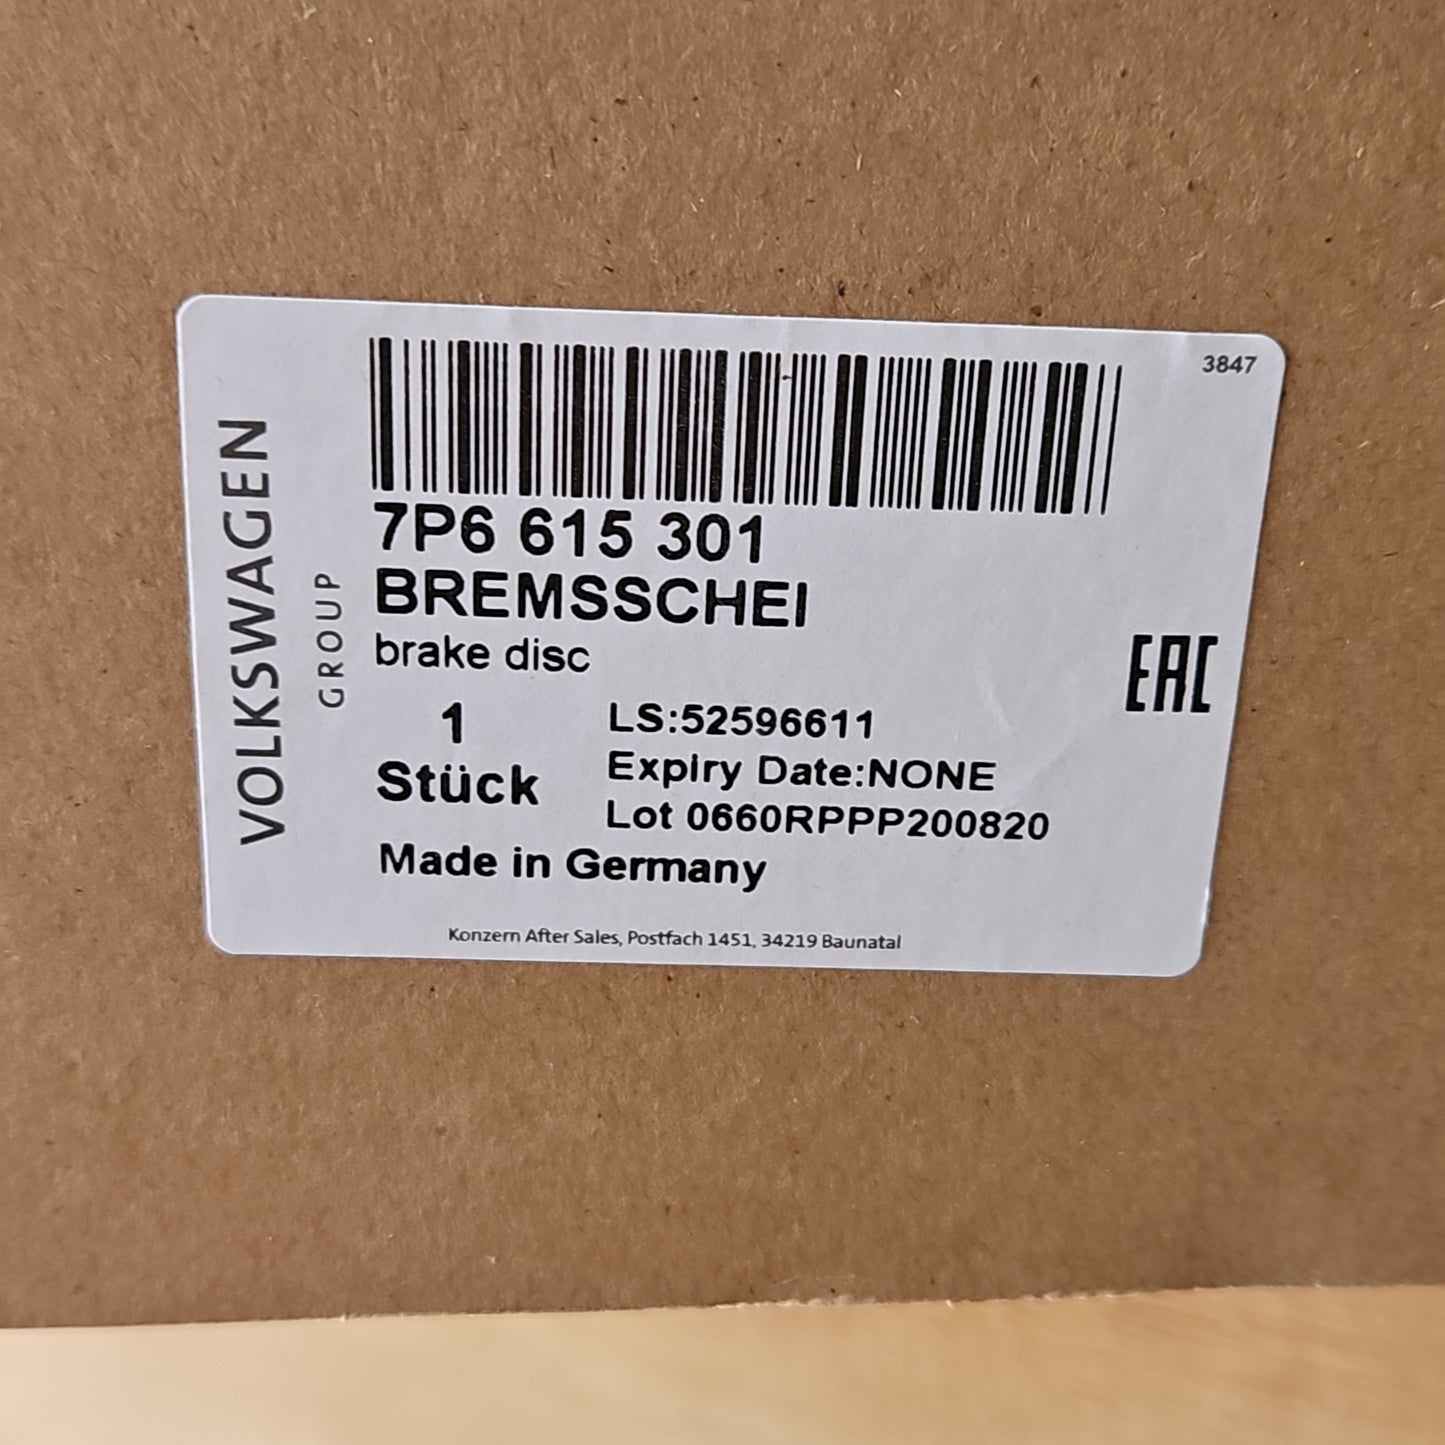 3847
VOLKSWAGEN
GROUP
7P6 615 301
BREMSSCHEI
brake disc
1
Stück
LS:52596611
Expiry Date:NONE
Lot 0660RPPP200820
Made in Germany
EAC
Konzern After Sales, Postfach 1451, 34219 Baunatal